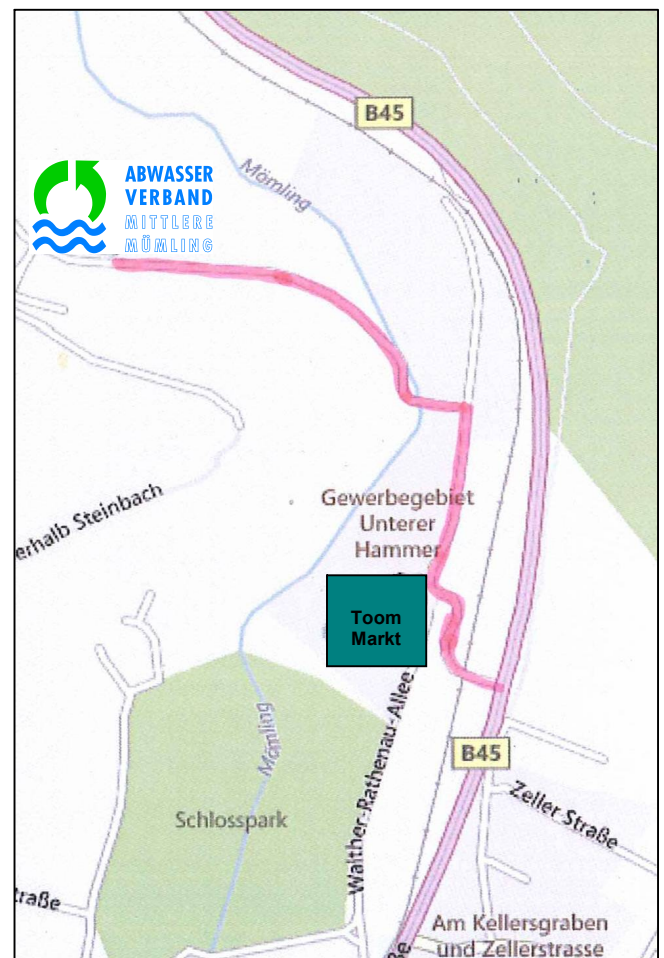 B45
Mömling
ABWASSER
VERBAND
MITTLERE
MÜMLING
erhalb Steinbach
Gewerbegebiet
Unterer
Hammer
Toom
Markt
Walther-Rathenau-Allee
Mömling
B45
Zeller Straße
Schlosspark
traße
Am Kellersgraben
und Zellerstrasse
ße